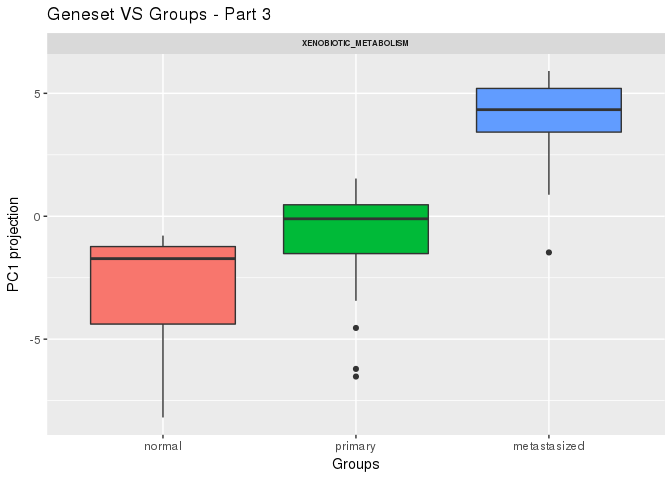 Geneset VS Groups - Part 3
XENOBIOTIC_METABOLISM
PC1 projection
5
0
-5
normal primary metastasized
Groups